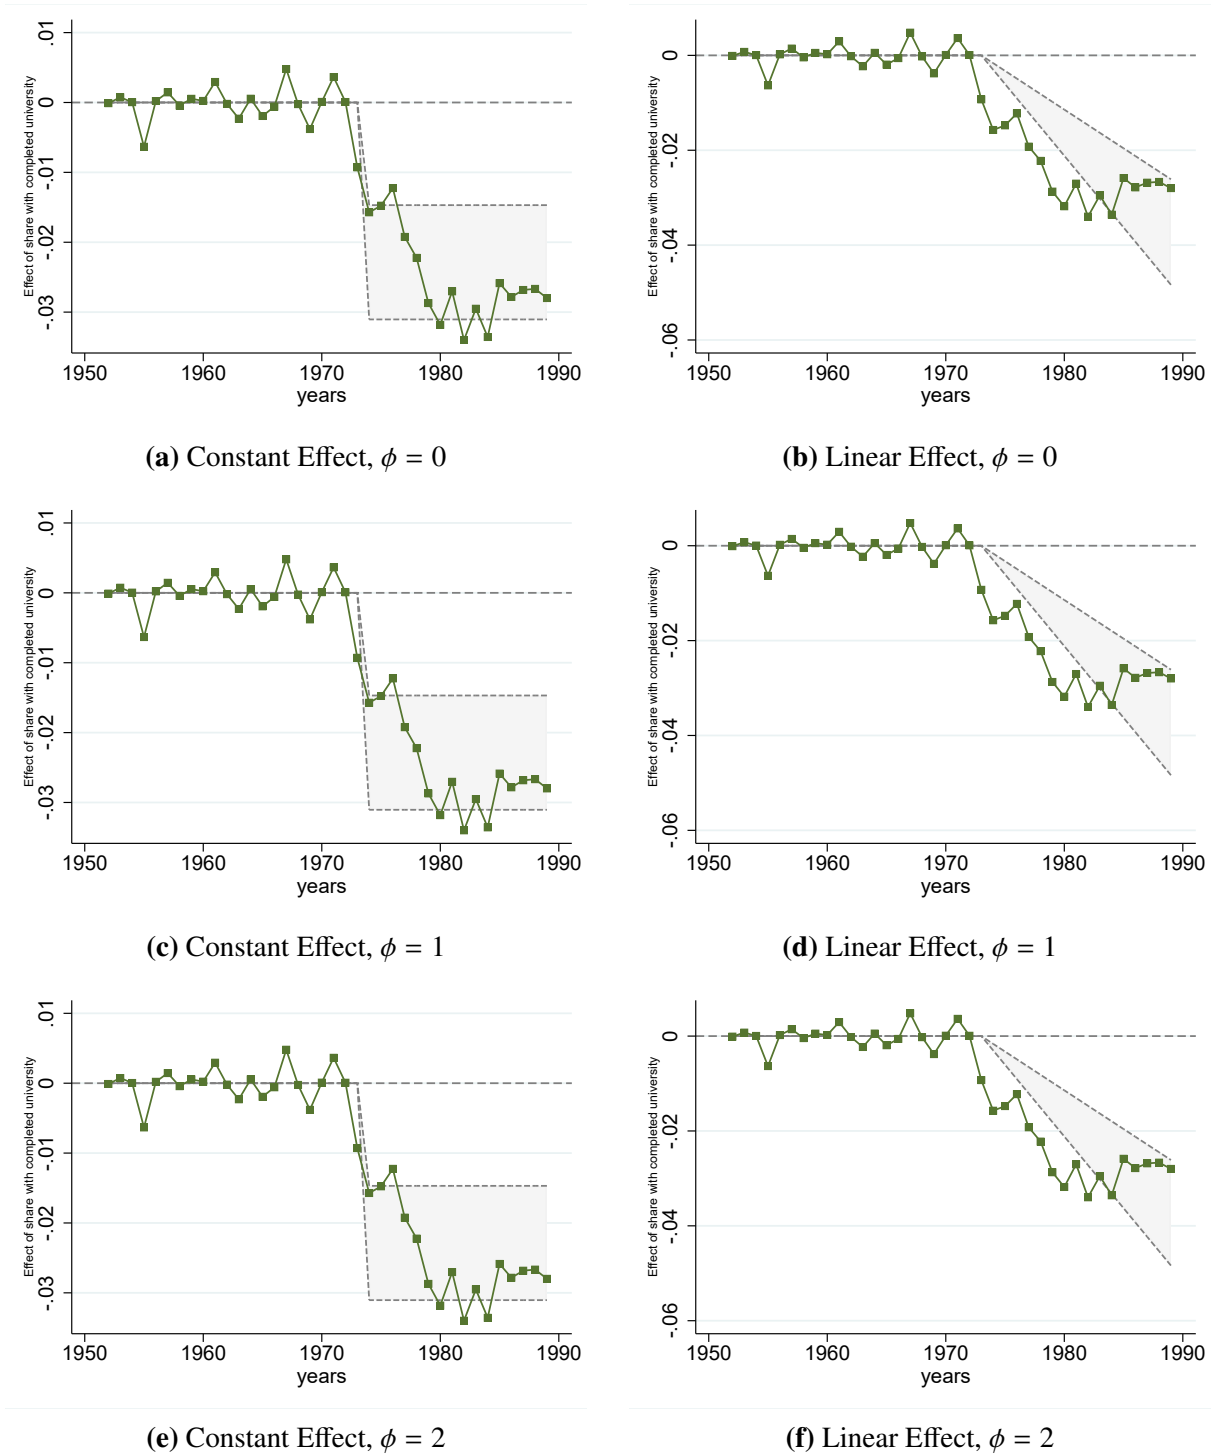 Effect of share with completed university
.01
0
-.01
-.02
-.03
1950 1960 1970 1980 1990
years
(a) Constant Effect, ϕ = 0
Effect of share with completed university
0
-.02
-.04
-.06
1950 1960 1970 1980 1990
years
(b) Linear Effect, ϕ = 0
Effect of share with completed university
.01
0
-.01
-.02
-.03
1950 1960 1970 1980 1990
years
(c) Constant Effect, ϕ = 1
Effect of share with completed university
0
-.02
-.04
-.06
1950 1960 1970 1980 1990
years
(d) Linear Effect, ϕ = 1
Effect of share with completed university
.01
0
-.01
-.02
-.03
1950 1960 1970 1980 1990
years
(e) Constant Effect, ϕ = 2
Effect of share with completed university
0
-.02
-.04
-.06
1950 1960 1970 1980 1990
years
(f) Linear Effect, ϕ = 2